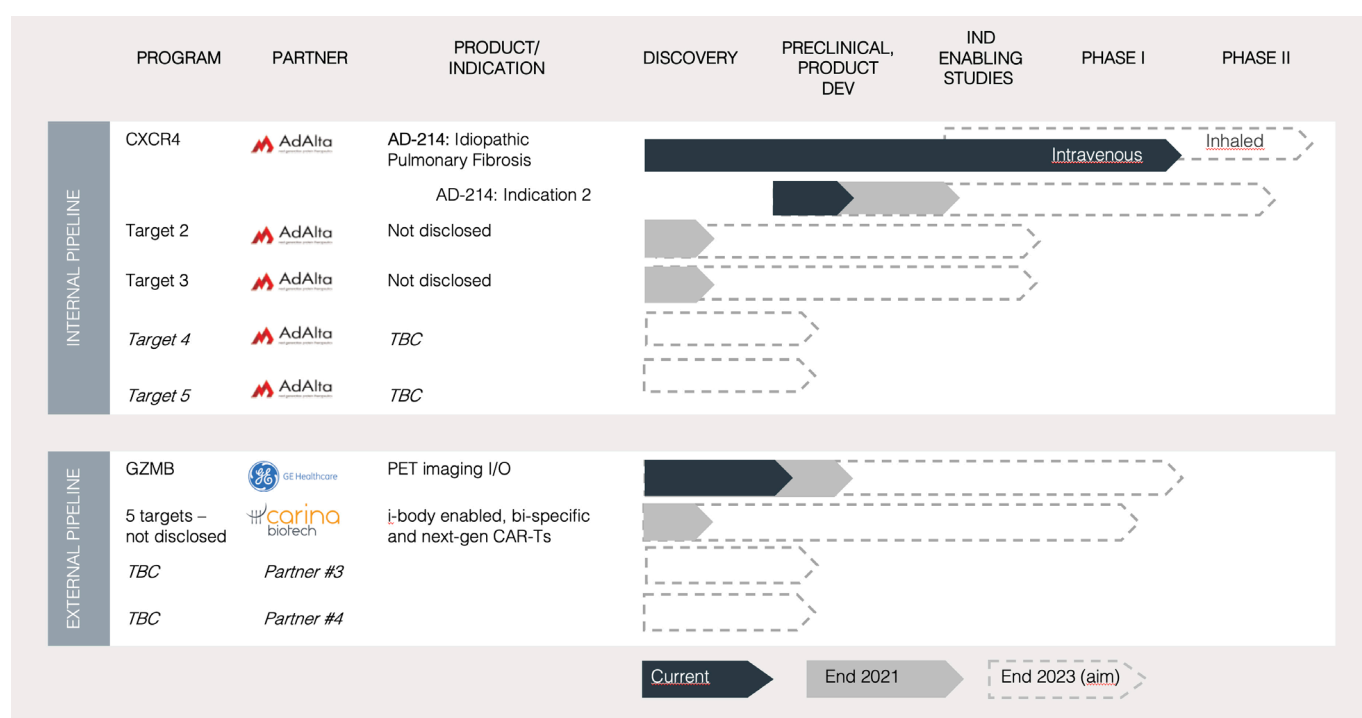 PROGRAM
PARTNER
PRODUCT/
INDICATION
DISCOVERY
PRECLINICAL,
PRODUCT
DEV
IND
ENABLING
STUDIES
PHASE I
PHASE II
INTERNAL PIPELINE
CXCR4
AdAlta
AD-214: Idiopathic
Pulmonary Fibrosis
Intravenous
Inhaled
AD-214: Indication 2
Target 2
AdAlta
Not disclosed
Target 3
AdAlta
Not disclosed
Target 4
AdAlta
TBC
Target 5
AdAlta
TBC
EXTERNAL PIPELINE
GZMB
GE Healthcare
PET imaging I/O
5 targets –
not disclosed
carina
biotech
i-body enabled, bi-specific
and next-gen CAR-Ts
TBC
Partner #3
TBC
Partner #4
Current
End 2021
End 2023 (aim)